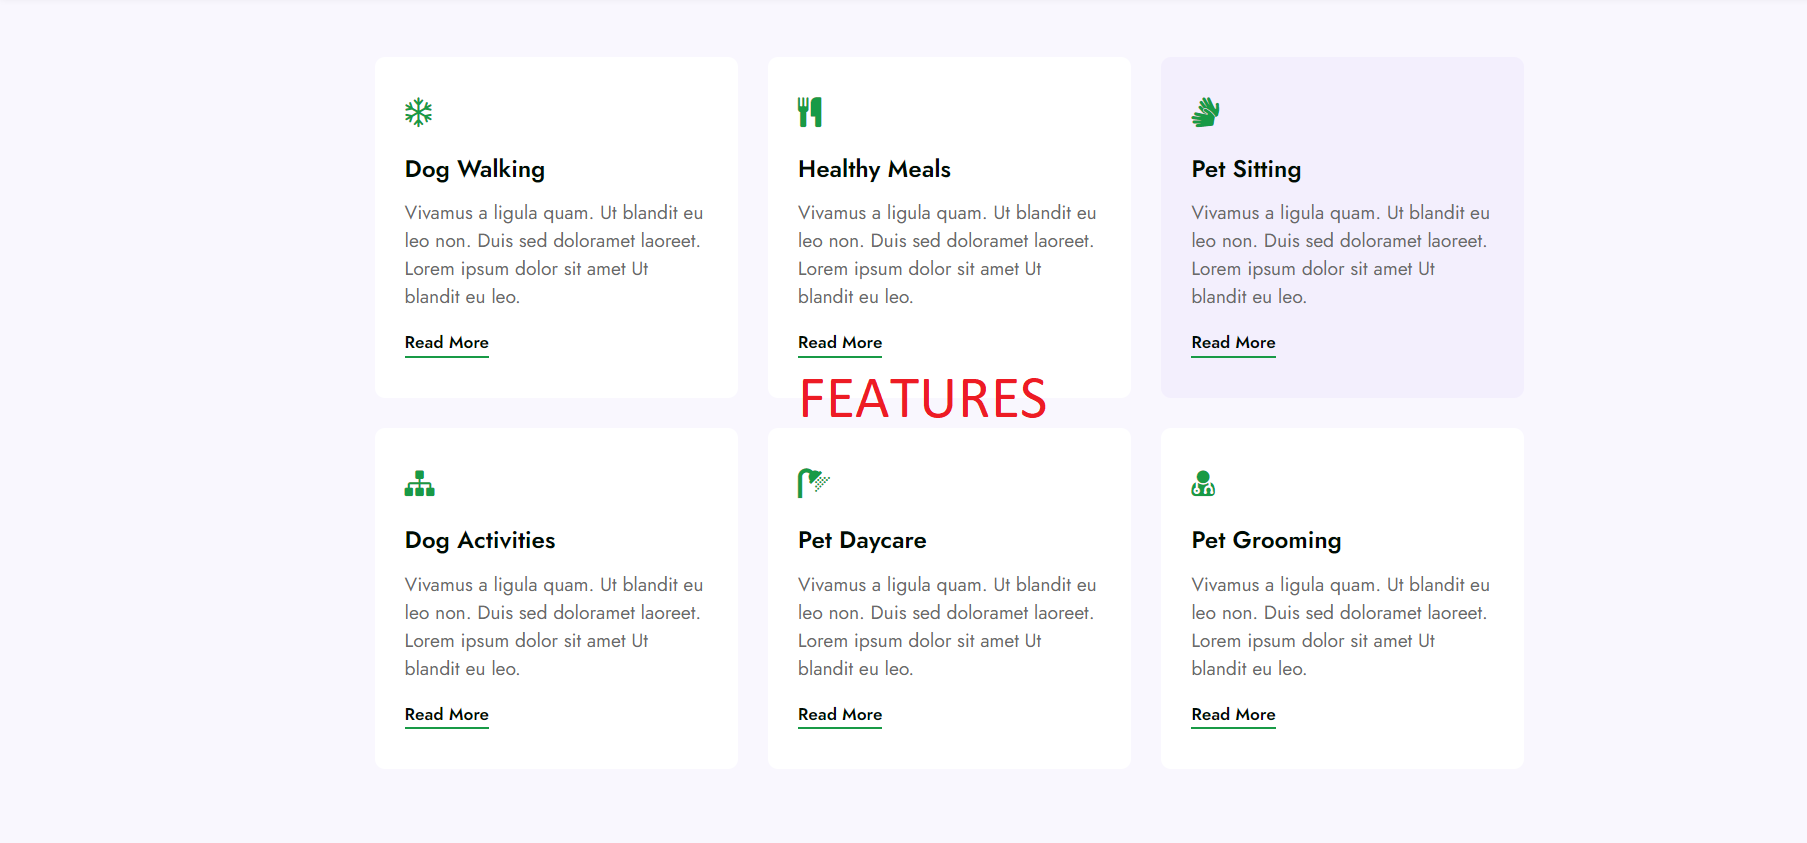 Dog Walking
Vivamus a ligula quam. Ut blandit eu
leo non. Duis sed doloramet laoreet.
Lorem ipsum dolor sit amet Ut
blandit eu leo.
Read More
Healthy Meals
Vivamus a ligula quam. Ut blandit eu
leo non. Duis sed doloramet laoreet.
Lorem ipsum dolor sit amet Ut
blandit eu leo.
Read More
Pet Sitting
Vivamus a ligula quam. Ut blandit eu
leo non. Duis sed doloramet laoreet.
Lorem ipsum dolor sit amet Ut
blandit eu leo.
Read More
FEATURES
Dog Activities
Vivamus a ligula quam. Ut blandit eu
leo non. Duis sed doloramet laoreet.
Lorem ipsum dolor sit amet Ut
blandit eu leo.
Read More
Pet Daycare
Vivamus a ligula quam. Ut blandit eu
leo non. Duis sed doloramet laoreet.
Lorem ipsum dolor sit amet Ut
blandit eu leo.
Read More
Pet Grooming
Vivamus a ligula quam. Ut blandit eu
leo non. Duis sed doloramet laoreet.
Lorem ipsum dolor sit amet Ut
blandit eu leo.
Read More